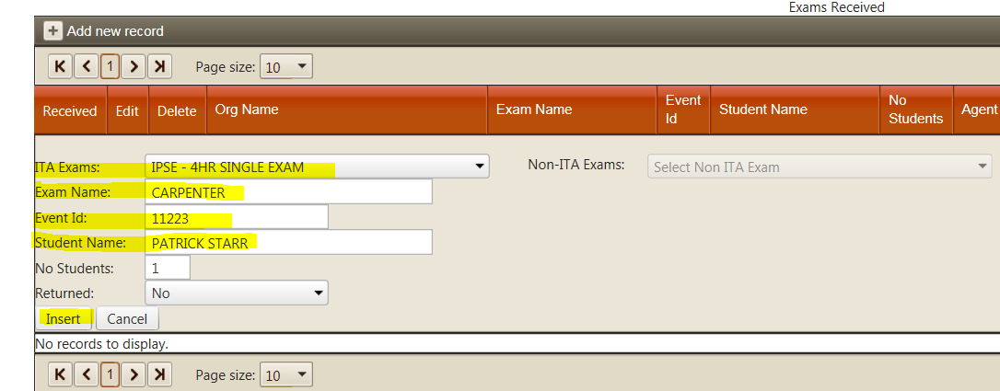 Exams Received
Add new record
1 Page size: 10
Received Edit Delete Org Name Exam Name Event Id Student Name No Students Agent
ITA Exams: IPSE - 4HR SINGLE EXAM Non-ITA Exams: Select Non ITA Exam
Exam Name: CARPENTER
Event Id: 11223
Student Name: PATRICK STARR
No Students: 1
Returned: No
Insert Cancel
No records to display.
1 Page size: 10